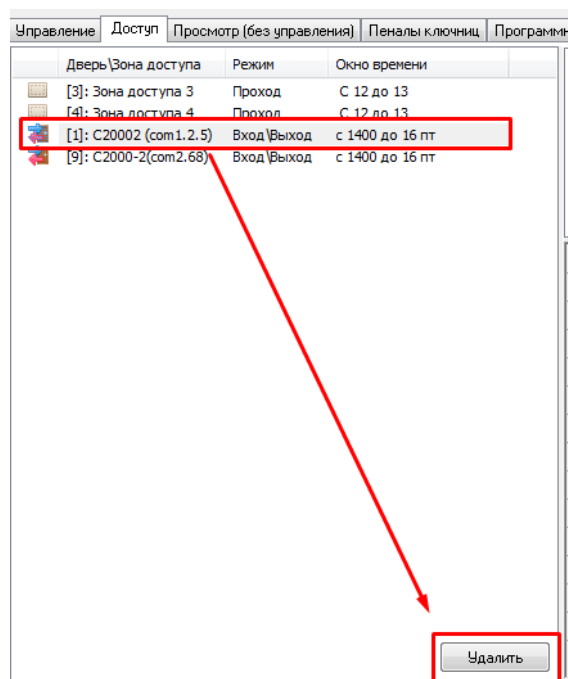 Управление Доступ Просмотр (без управления) Пеналы ключниц Программн
Дверь\Зона доступа Режим Окно времени
[3]: Зона доступа 3 Проход С 12 до 13
[4]: Зона доступа 4 Проход С 12 до 13
[1]: С20002 (com1.2.5) Вход\Выход с 1400 до 16 пт
[9]: С2000-2(com2.68) Вход\Выход с 1400 до 16 пт
Удалить